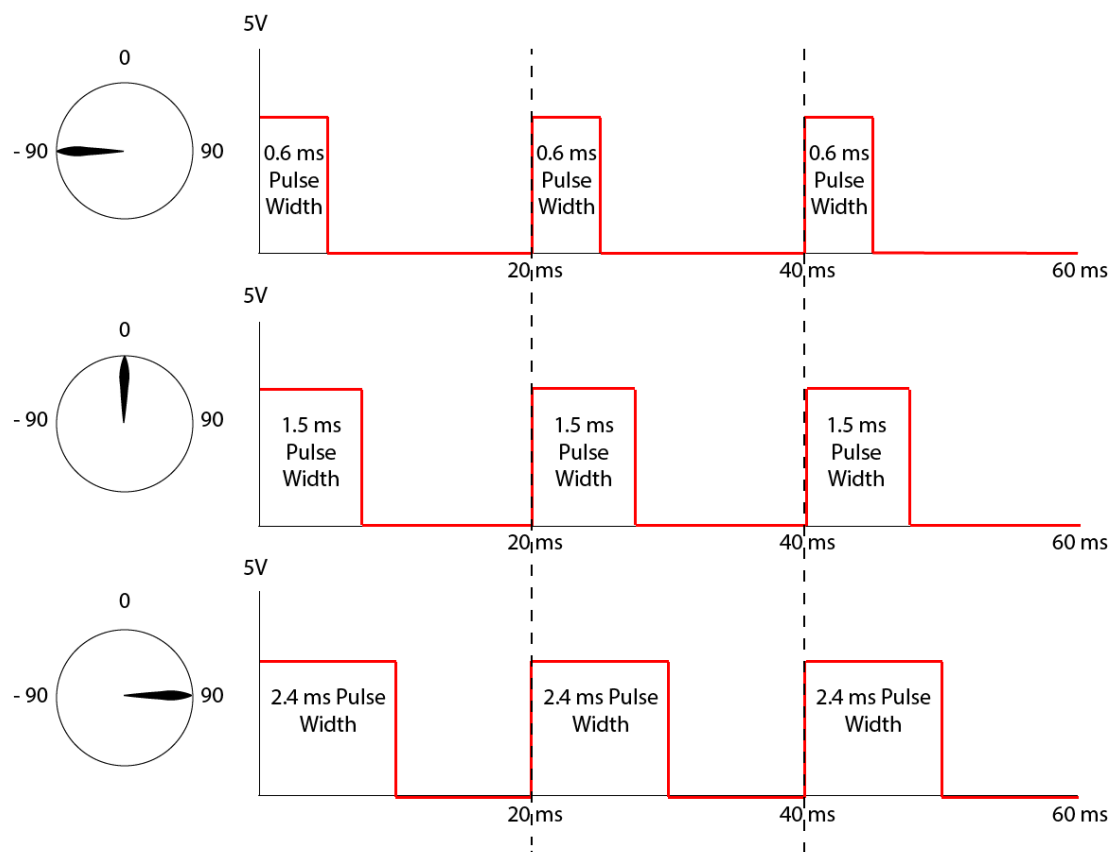 5V
0
- 90
90
0.6 ms
Pulse
Width
0.6 ms
Pulse
Width
0.6 ms
Pulse
Width
20 ms
40 ms
60 ms
5V
0
- 90
90
1.5 ms
Pulse
Width
1.5 ms
Pulse
Width
1.5 ms
Pulse
Width
20 ms
40 ms
60 ms
5V
0
- 90
90
2.4 ms Pulse
Width
2.4 ms Pulse
Width
2.4 ms Pulse
Width
20 ms
40 ms
60 ms